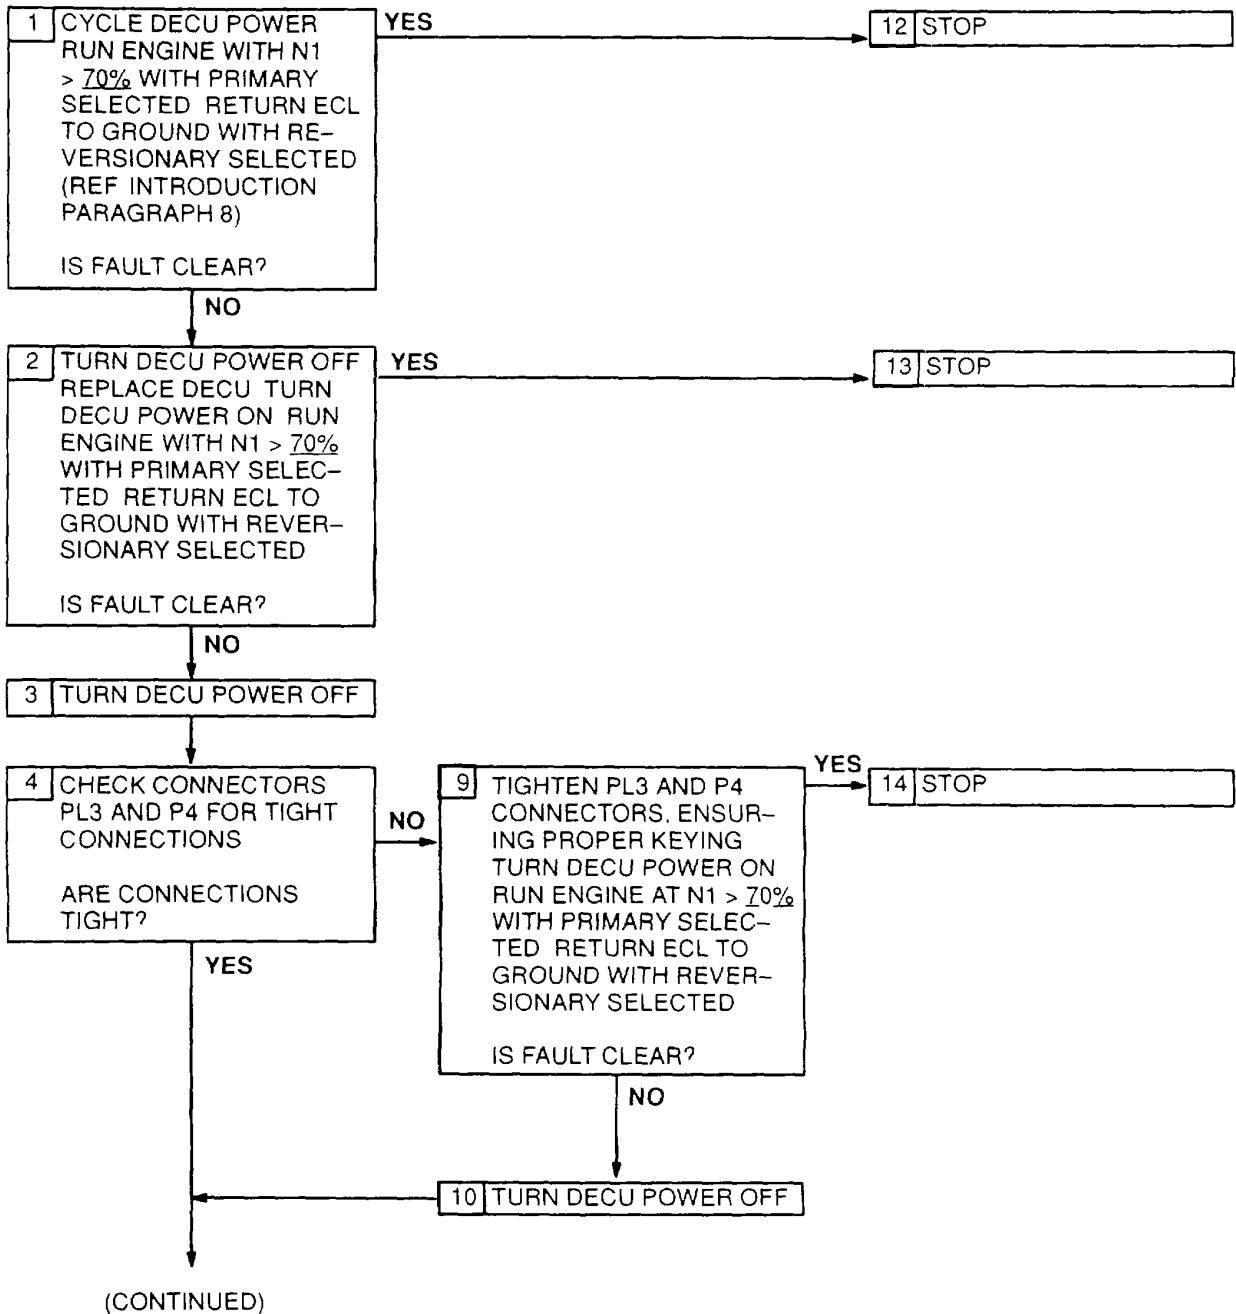 1 CYCLE DECU POWER
RUN ENGINE WITH N1
> 70% WITH PRIMARY
SELECTED RETURN ECL
TO GROUND WITH RE-
VERSIONARY SELECTED
(REF INTRODUCTION
PARAGRAPH 8)
IS FAULT CLEAR?
YES
12 STOP
NO
2 TURN DECU POWER OFF
REPLACE DECU TURN
DECU POWER ON RUN
ENGINE WITH N1 > 70%
WITH PRIMARY SELEC-
TED RETURN ECL TO
GROUND WITH REVER-
SIONARY SELECTED
IS FAULT CLEAR?
YES
13 STOP
NO
3 TURN DECU POWER OFF
4 CHECK CONNECTORS
PL3 AND P4 FOR TIGHT
CONNECTIONS
ARE CONNECTIONS
TIGHT?
NO
YES
9 TIGHTEN PL3 AND P4
CONNECTORS, ENSUR-
ING PROPER KEYING
TURN DECU POWER ON
RUN ENGINE AT N1 > 70%
WITH PRIMARY SELEC-
TED RETURN ECL TO
GROUND WITH REVER-
SIONARY SELECTED
IS FAULT CLEAR?
YES
14 STOP
NO
10 TURN DECU POWER OFF
(CONTINUED)